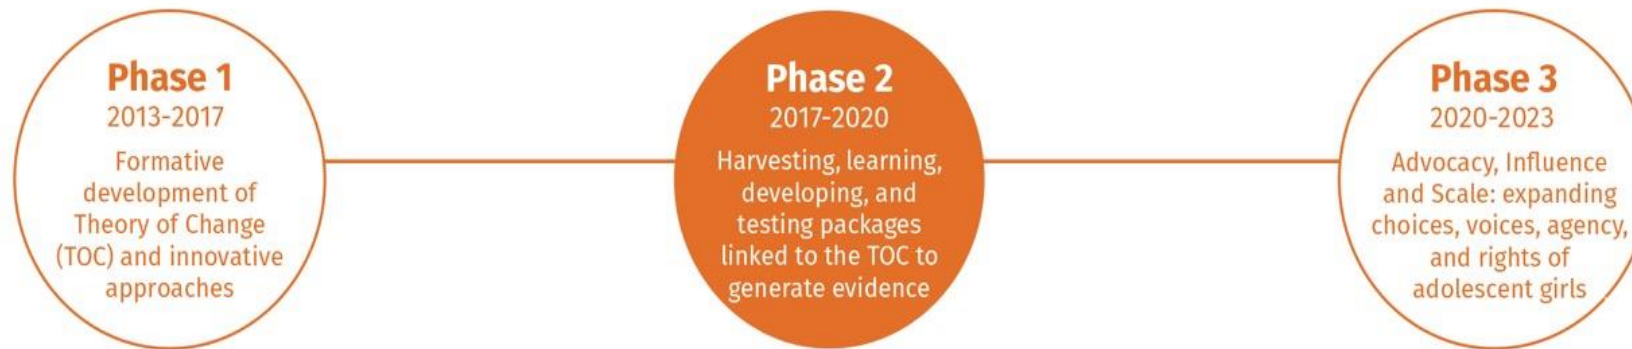 Phase 1
2013-2017
Formative
development of
Theory of Change
(TOC) and innovative
approaches
Phase 2
2017-2020
Harvesting, learning,
developing, and
testing packages
linked to the TOC to
generate evidence
Phase 3
2020-2023
Advocacy, Influence
and Scale: expanding
choices, voices, agency,
and rights of
adolescent girls